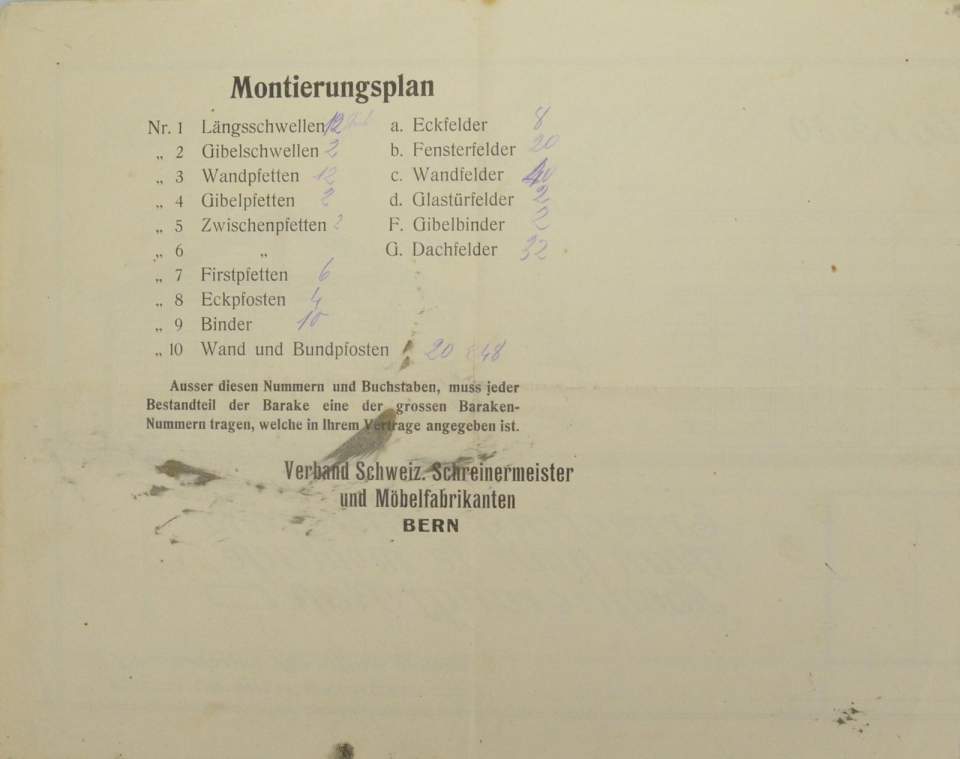 Montierungsplan
Nr. 1 Längsschwellen 12
„ 2 Gibelschwellen 2
„ 3 Wandpfetten 12
„ 4 Gibelpfetten 2
„ 5 Zwischenpfetten 2
„ 6 „
„ 7 Firstpfetten 6
„ 8 Eckpfosten 4
„ 9 Binder 10
„ 10 Wand und Bundpfosten 20 48
a. Eckfelder 8
b. Fensterfelder 20
c. Wandfelder 40
d. Glastürfelder 2
F. Gibelbinder 2
G. Dachfelder 32
Ausser diesen Nummern und Buchstaben, muss jeder
Bestandteil der Barake eine der grossen Baraken-
Nummern tragen, welche in Ihrem Vertrage angegeben ist.
Verband Schweiz. Schreinermeister
und Möbelfabrikanten
BERN